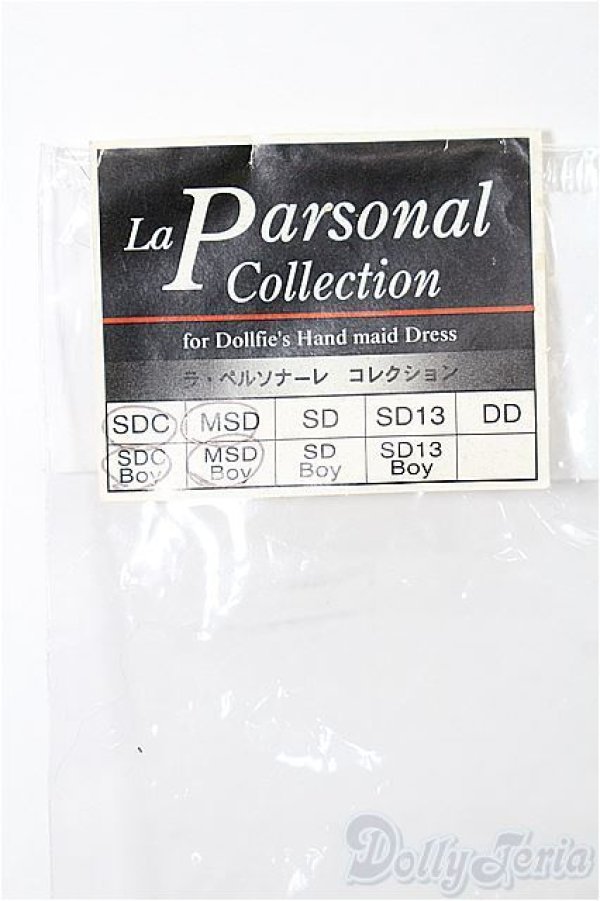 La Parsonal
Collection
for Dollfie's Hand maid Dress
ラ・ペルソナーレ コレクション
SDC MSD SD SD13 DD
SDC Boy MSD Boy SD Boy SD13 Boy
DollyTeria